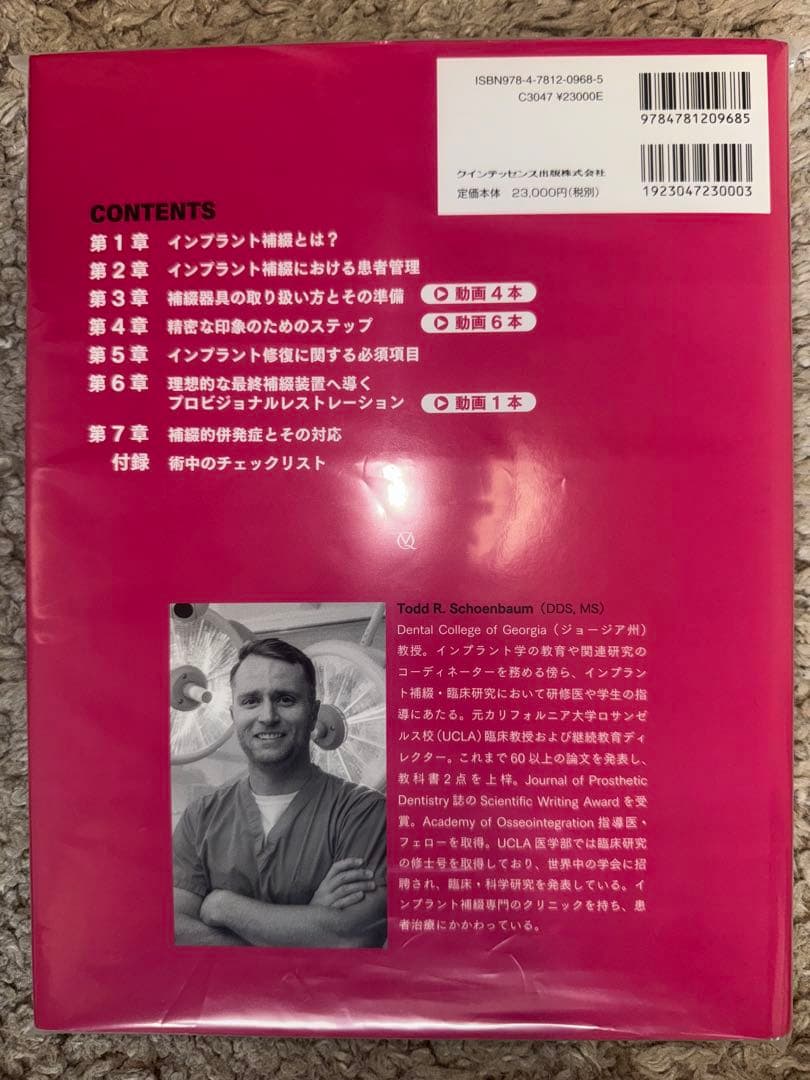 ISBN978-4-7812-0968-5
C3047 ¥23000E
9784781209685
クインテッセンス出版株式会社
定価本体 23,000円(税別)
1923047230003
CONTENTS
第1章 インプラント補綴とは?
第2章 インプラント補綴における患者管理
第3章 補綴器具の取り扱い方とその準備 動画4本
第4章 精密な印象のためのステップ 動画6本
第5章 インプラント修復に関する必須項目
第6章 理想的な最終補綴装置へ導く
プロビジョナルレストレーション 動画1本
第7章 補綴的併発症とその対応
付録 術中のチェックリスト
Todd R. Schoenbaum(DDS, MS)
Dental College of Georgia(ジョージア州)
教授。インプラント学の教育や関連研究の
コーディネーターを務める傍ら、インプラン
ト補綴・臨床研究において研修医や学生の指
導にあたる。元カリフォルニア大学ロサンゼ
ルス校(UCLA)臨床教授および継続教育ディ
レクター。これまで60以上の論文を発表し、
教科書2点を上梓。Journal of Prosthetic
Dentistry誌のScientific Writing Awardを受
賞。Academy of Osseointegration指導医・
フェローを取得。UCLA医学部では臨床研究
の修士号を取得しており、世界中の学会に招
聘され、臨床・科学研究を発表している。イ
ンプラント補綴専門のクリニックを持ち、患
者治療にかかわっている。